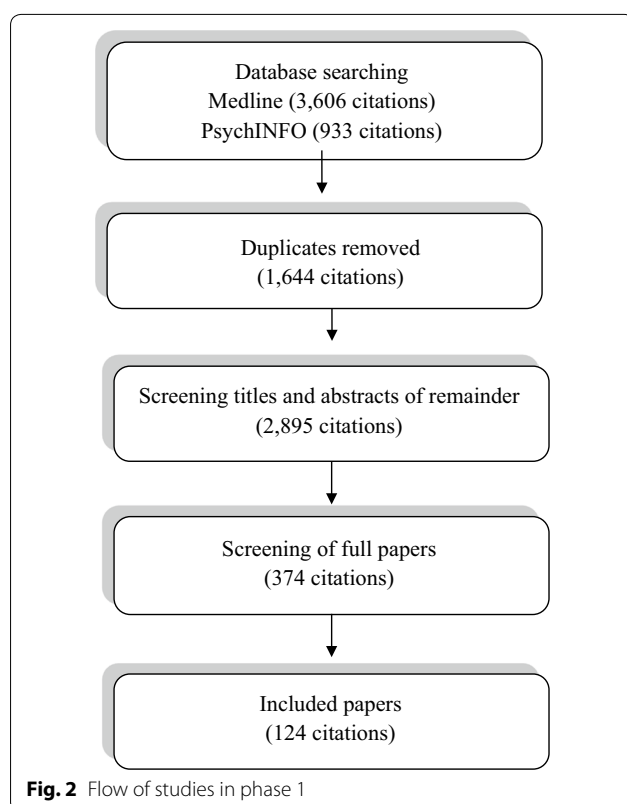 Database searching
Medline (3,606 citations)
PsychINFO (933 citations)
Duplicates removed
(1,644 citations)
Screening titles and abstracts of remainder
(2,895 citations)
Screening of full papers
(374 citations)
Included papers
(124 citations)
Fig. 2 Flow of studies in phase 1